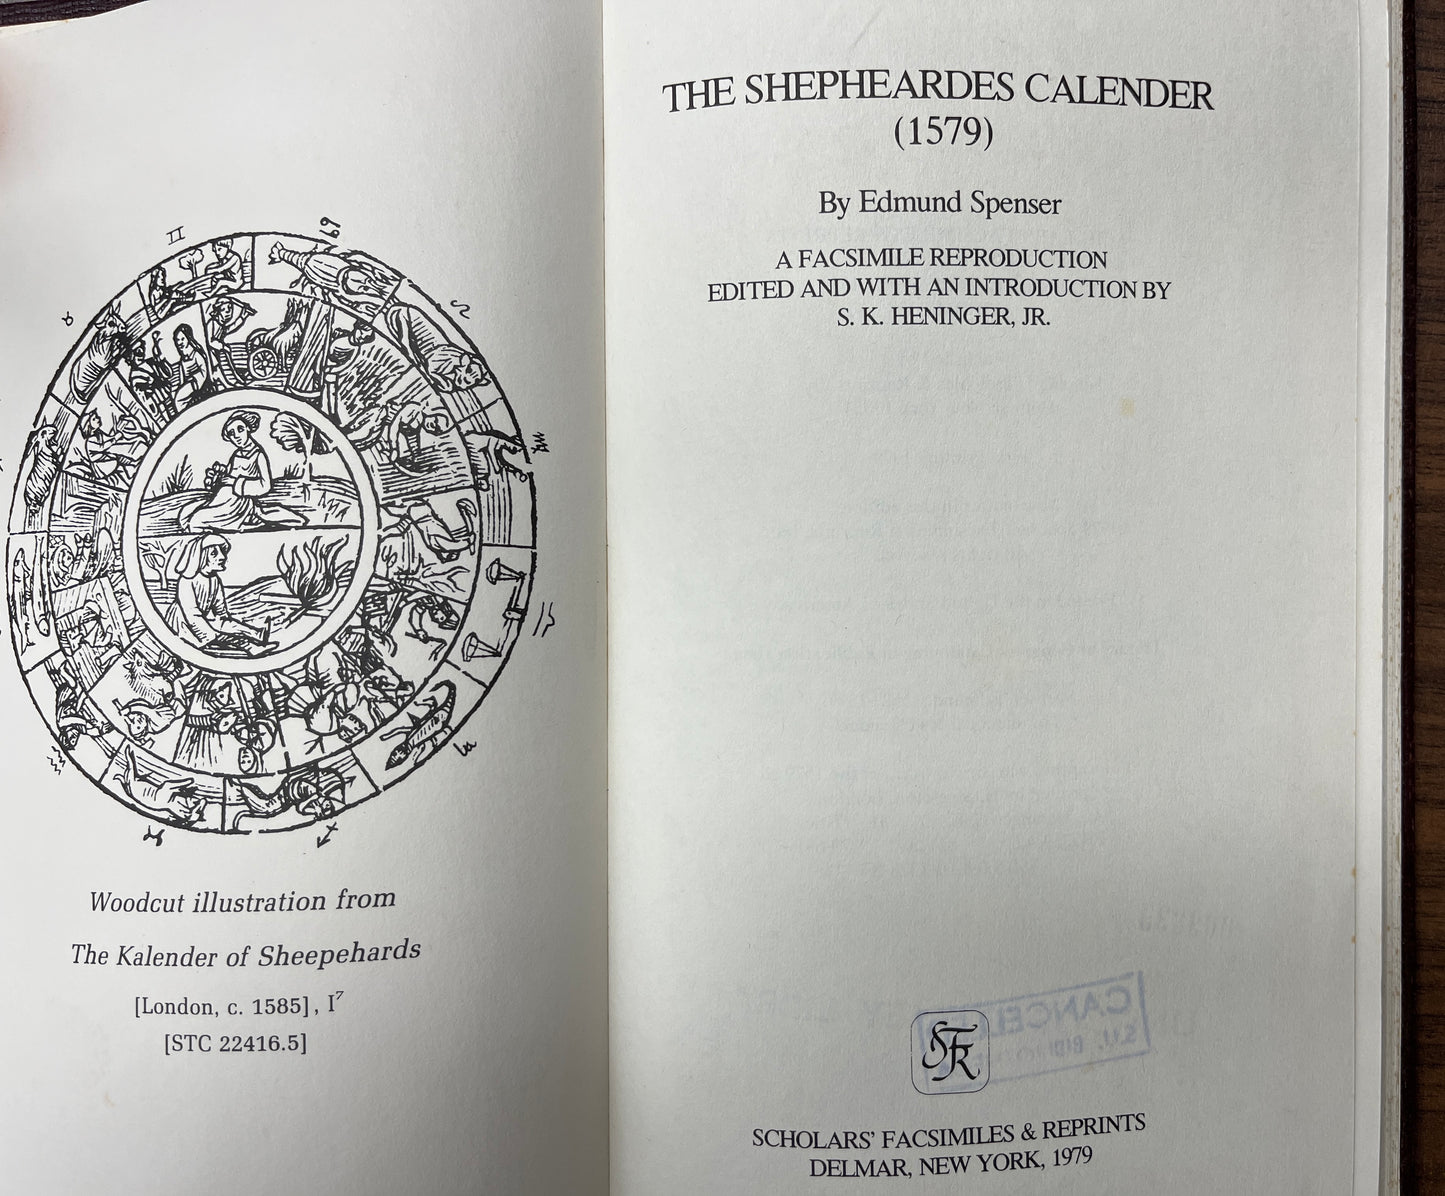 Woodcut illustration from
The Kalender of Sheepehards
[London, c. 1585], I⁷
[STC 22416.5]
THE SHEPHEARDES CALENDER
(1579)
By Edmund Spenser
A FACSIMILE REPRODUCTION
EDITED AND WITH AN INTRODUCTION BY
S. K. HENINGER, JR.
SCHOLARS' FACSIMILES & REPRINTS
DELMAR, NEW YORK, 1979